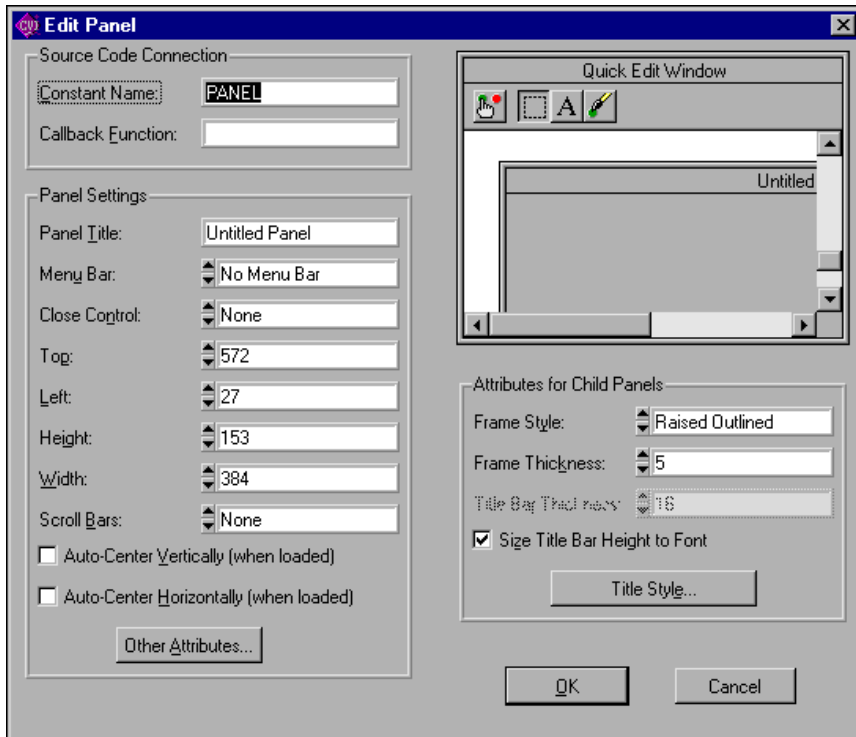 cvi Edit Panel
Source Code Connection
Constant Name: PANEL
Callback Function:
Panel Settings
Panel Title: Untitled Panel
Menu Bar: No Menu Bar
Close Control: None
Top: 572
Left: 27
Height: 153
Width: 384
Scroll Bars: None
Auto-Center Vertically (when loaded)
Auto-Center Horizontally (when loaded)
Other Attributes...
Quick Edit Window
A
Untitled
Attributes for Child Panels
Frame Style: Raised Outlined
Frame Thickness: 5
Title Bar Thickness: 16
Size Title Bar Height to Font
Title Style...
OK
Cancel